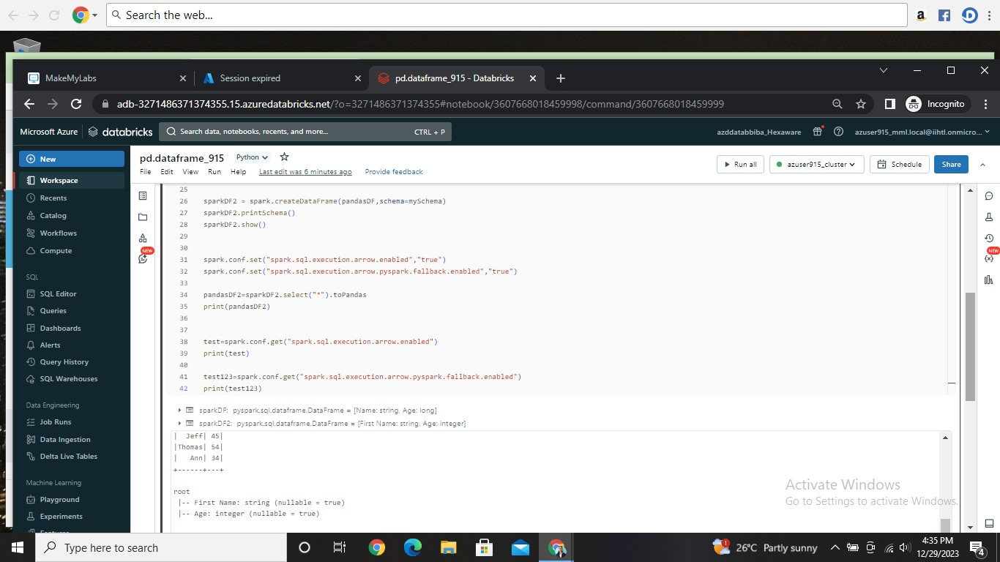 Search the web...
MakeMyLabs
Session expired
pd.dataframe_915 - Databricks
adb-3271486371374355.15.azuredatabricks.net/?o=3271486371374355#notebook/3607668018459998/command/3607668018459999
Incognito
Microsoft Azure
databricks
Search data, notebooks, recents, and more...
CTRL + P
azddatabbiba_Hexaware
azuser915_mml.local@iihtl.onmicro...
New
Workspace
Recents
Catalog
Workflows
Compute
SQL
SQL Editor
Queries
Dashboards
Alerts
Query History
SQL Warehouses
Data Engineering
Job Runs
Data Ingestion
Delta Live Tables
Machine Learning
Playground
Experiments
Features
pd.dataframe_915
Python
File Edit View Run Help Last edit was 6 minutes ago Provide feedback
Run all
azuser915_cluster
Schedule
Share
NEW
NEW
25
26 sparkDF2 = spark.createDataFrame(pandasDF,schema=mySchema)
27 sparkDF2.printSchema()
28 sparkDF2.show()
29
30
31 spark.conf.set("spark.sql.execution.arrow.enabled","true")
32 spark.conf.set("spark.sql.execution.arrow.pyspark.fallback.enabled","true")
33
34 pandasDF2=sparkDF2.select("*").toPandas
35 print(pandasDF2)
36
37
38 test=spark.conf.get("spark.sql.execution.arrow.enabled")
39 print(test)
40
41 test123=spark.conf.get("spark.sql.execution.arrow.pyspark.fallback.enabled")
42 print(test123)
sparkDF: pyspark.sql.dataframe.DataFrame = [Name: string, Age: long]
sparkDF2: pyspark.sql.dataframe.DataFrame = [First Name: string, Age: integer]
|  Jeff| 45|
|Thomas| 54|
|   Ann| 34|
+------+---+
root
|-- First Name: string (nullable = true)
|-- Age: integer (nullable = true)
Activate Windows
Go to Settings to activate Windows.
Type here to search
26°C Partly sunny
4:35 PM
12/29/2023
1
4